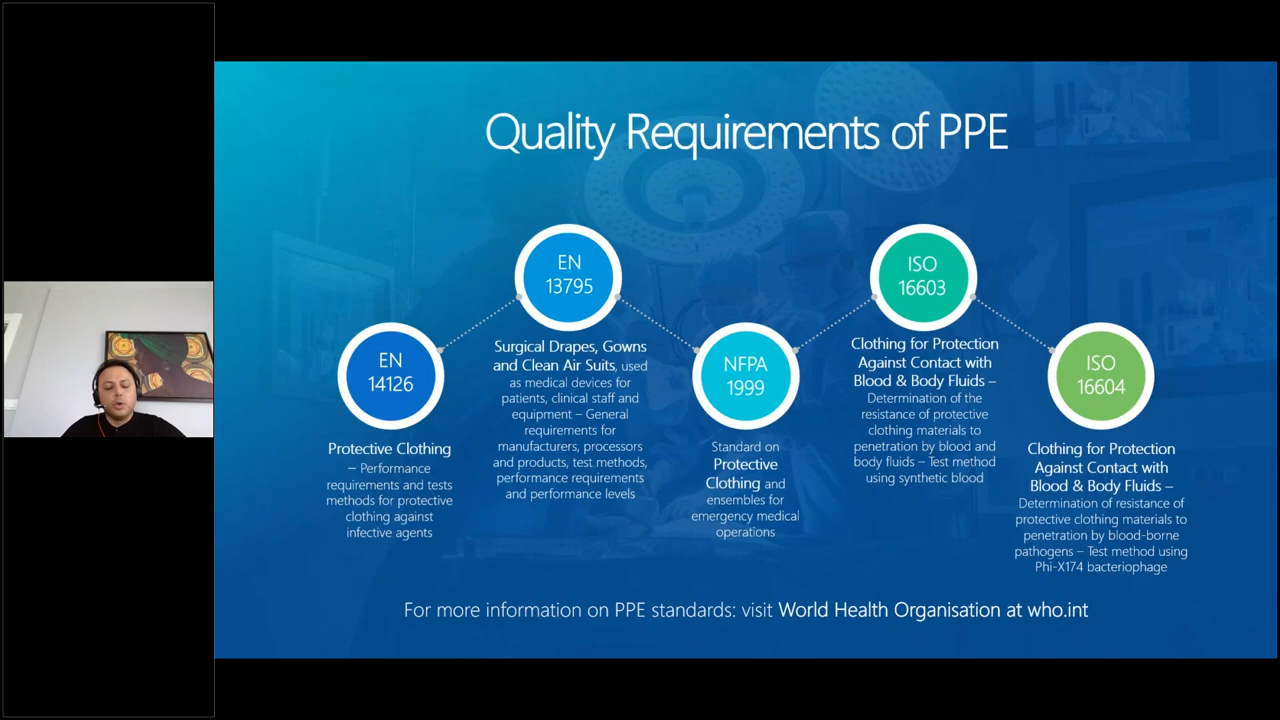 Quality Requirements of PPE
EN
14126
Protective Clothing
– Performance
requirements and tests
methods for protective
clothing against
infective agents
EN
13795
Surgical Drapes, Gowns
and Clean Air Suits, used
as medical devices for
patients, clinical staff and
equipment – General
requirements for
manufacturers, processors
and products, test methods,
performance requirements
and performance levels
NFPA
1999
Standard on
Protective
Clothing and
ensembles for
emergency medical
operations
ISO
16603
Clothing for Protection
Against Contact with
Blood & Body Fluids –
Determination of the
resistance of protective
clothing materials to
penetration by blood and
body fluids – Test method
using synthetic blood
ISO
16604
Clothing for Protection
Against Contact with
Blood & Body Fluids –
Determination of resistance of
protective clothing materials to
penetration by blood-borne
pathogens – Test method using
Phi-X174 bacteriophage
For more information on PPE standards: visit World Health Organisation at who.int